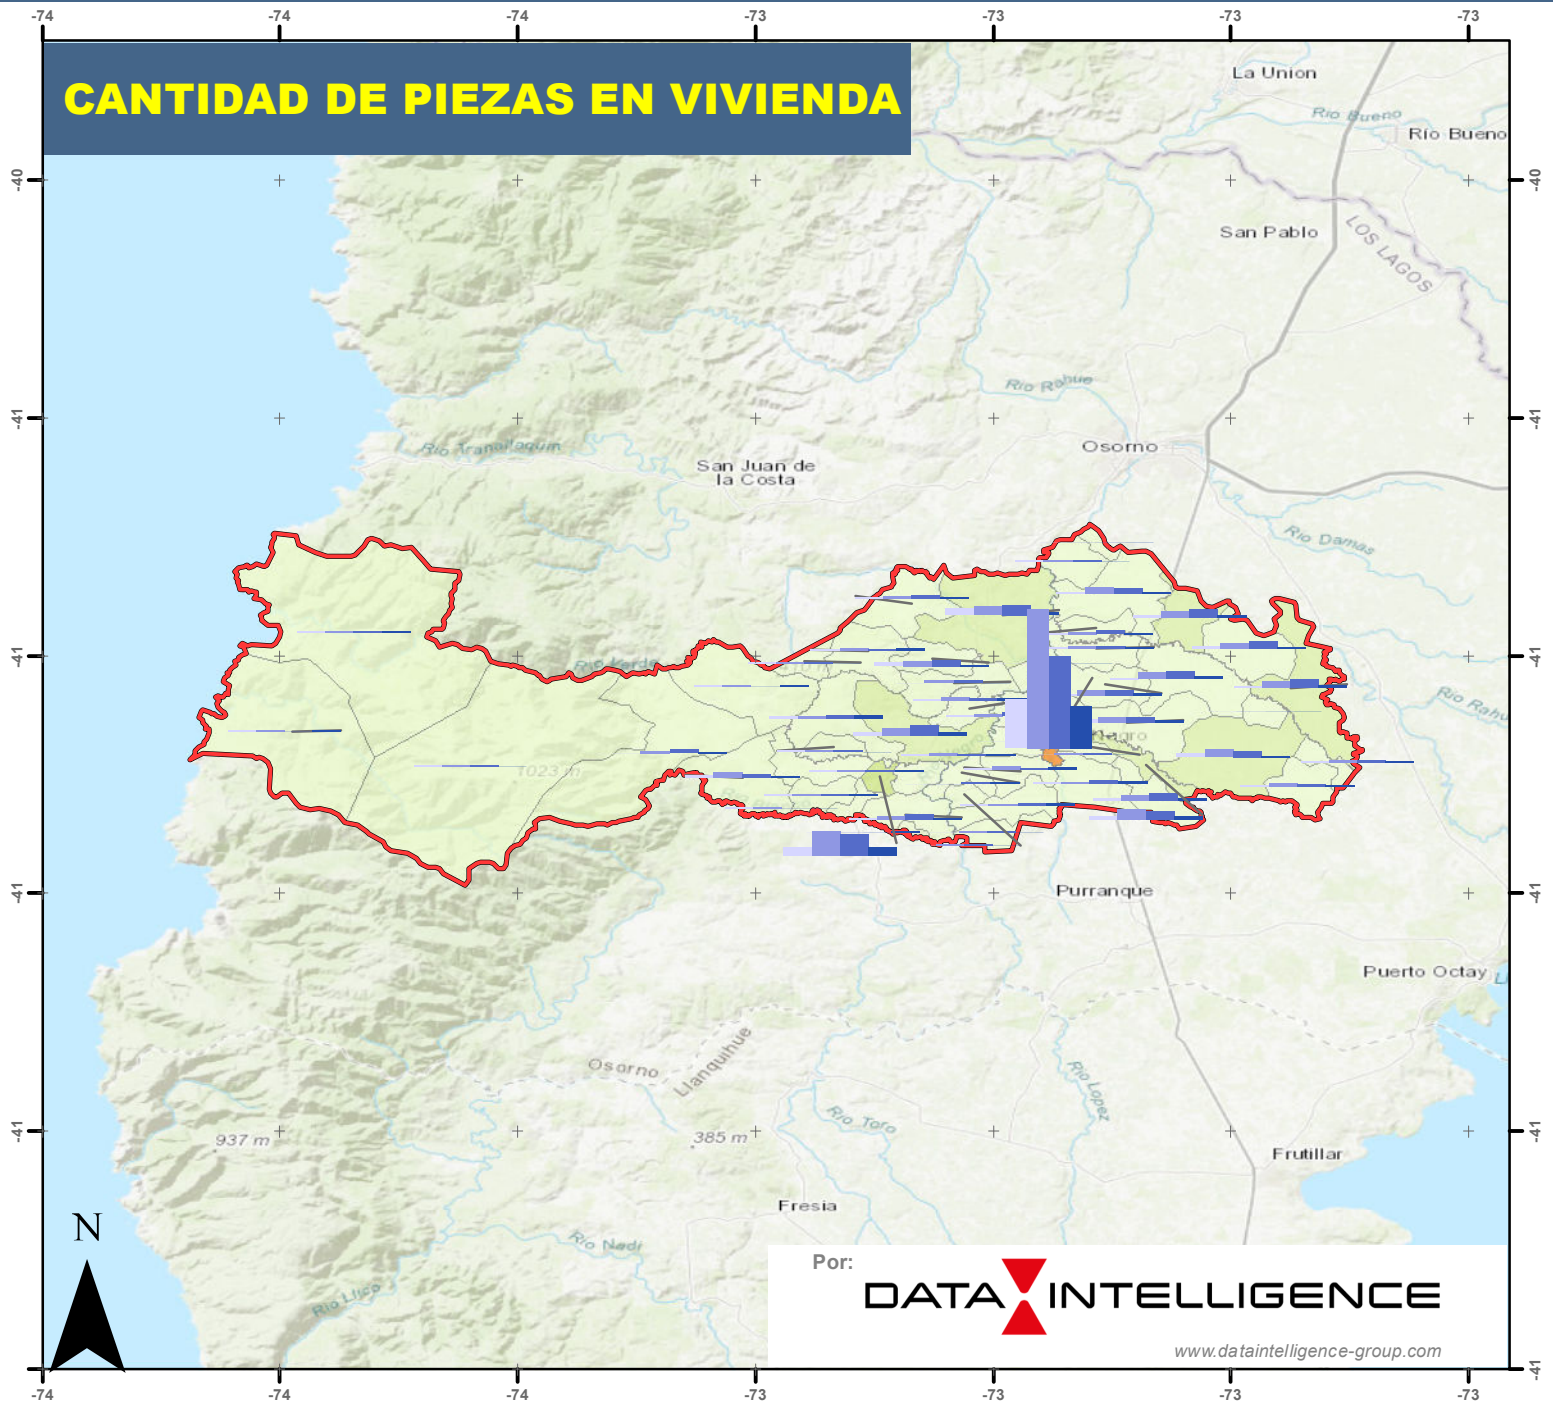 -74 -74 -74 -73 -73 -73 -73
CANTIDAD DE PIEZAS EN VIVIENDA
La Union
Rio Bueno
Río Bueno
-40 -40
San Pablo
LOS LAGOS
Rio Rahue
-41 -41
Osorno
Rio Tranallaquin
San Juan de
la Costa
Rio Damas
-41 -41
Rio Rahu
Negro
1023 m
-41 -41
Purranque
Puerto Octay
Osorno
Llanquihue
Rio Lopez
Rio Toro
-41 -41
937 m
385 m
Frutillar
Fresia
N
Rio Nadi
Rio Llico
Por:
DATA INTELLIGENCE
www.dataintelligence-group.com
-41
-74 -74 -74 -73 -73 -73 -73